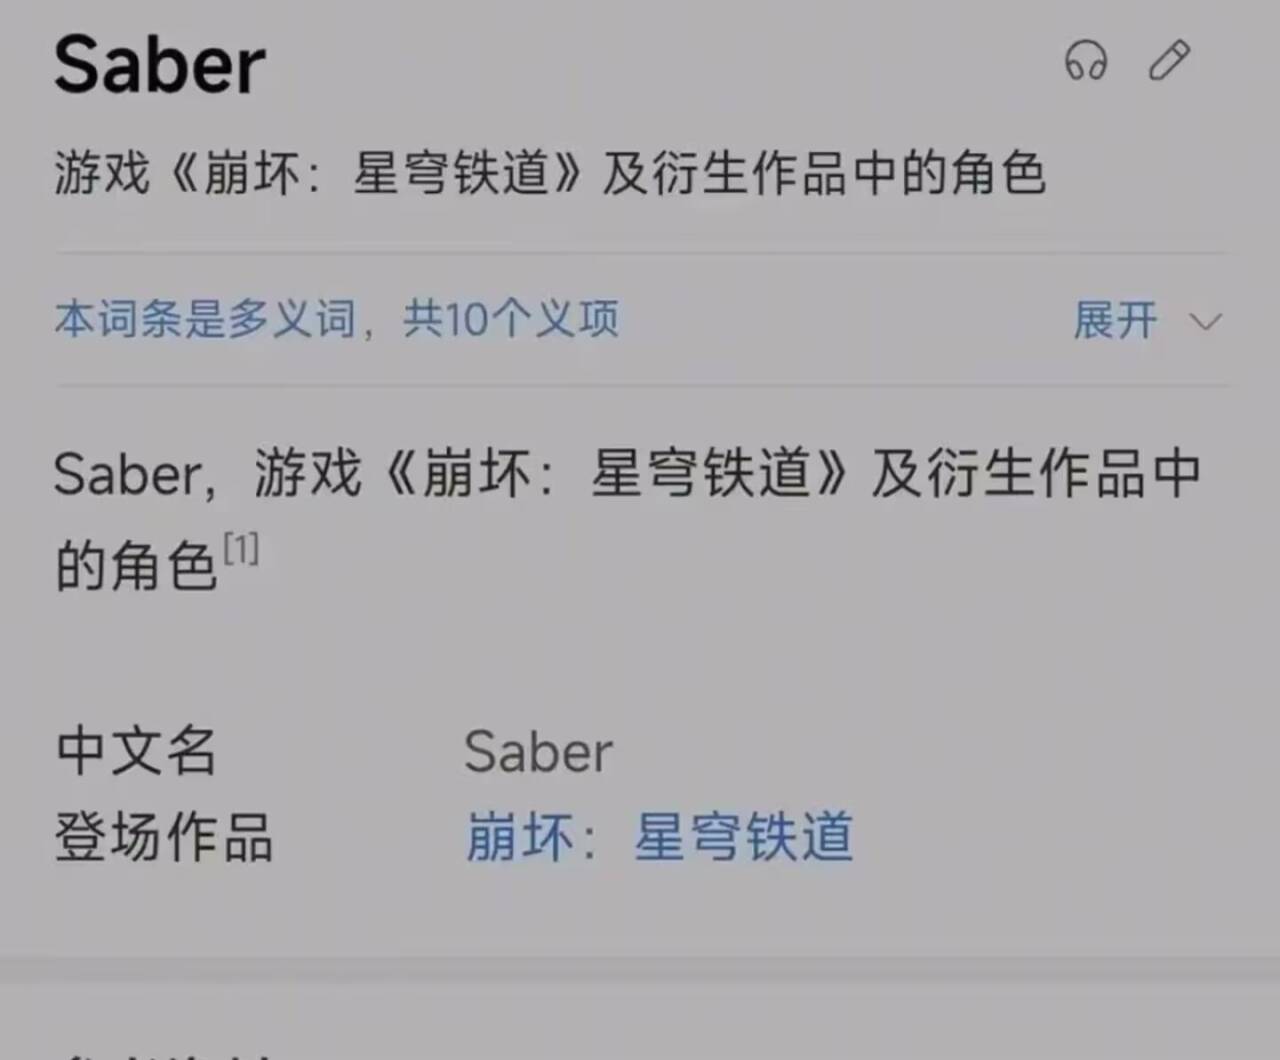 Saber
游戏《崩坏：星穹铁道》及衍生作品中的角色
本词条是多义词，共10个义项 展开
Saber，游戏《崩坏：星穹铁道》及衍生作品中
的角色[1]
中文名 Saber
登场作品 崩坏：星穹铁道